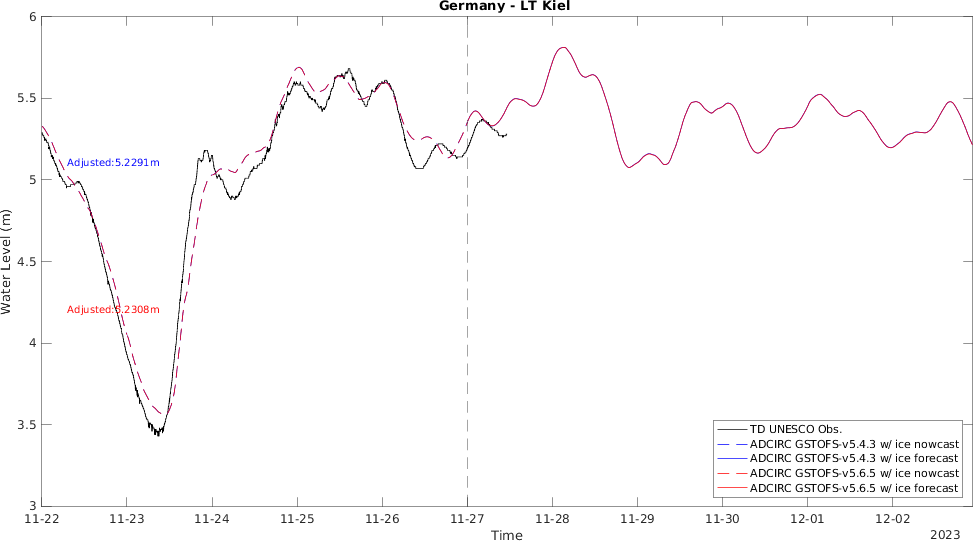 Germany - LT Kiel
6
5.5
5
4.5
4
3.5
3
Water Level (m)
Adjusted:5.2291m
Adjusted:5.2308m
TD UNESCO Obs.
ADCIRC GSTOFS-v5.4.3 w/ ice nowcast
ADCIRC GSTOFS-v5.4.3 w/ ice forecast
ADCIRC GSTOFS-v5.6.5 w/ ice nowcast
ADCIRC GSTOFS-v5.6.5 w/ ice forecast
11-22 11-23 11-24 11-25 11-26 11-27 11-28 11-29 11-30 12-01 12-02
Time
2023